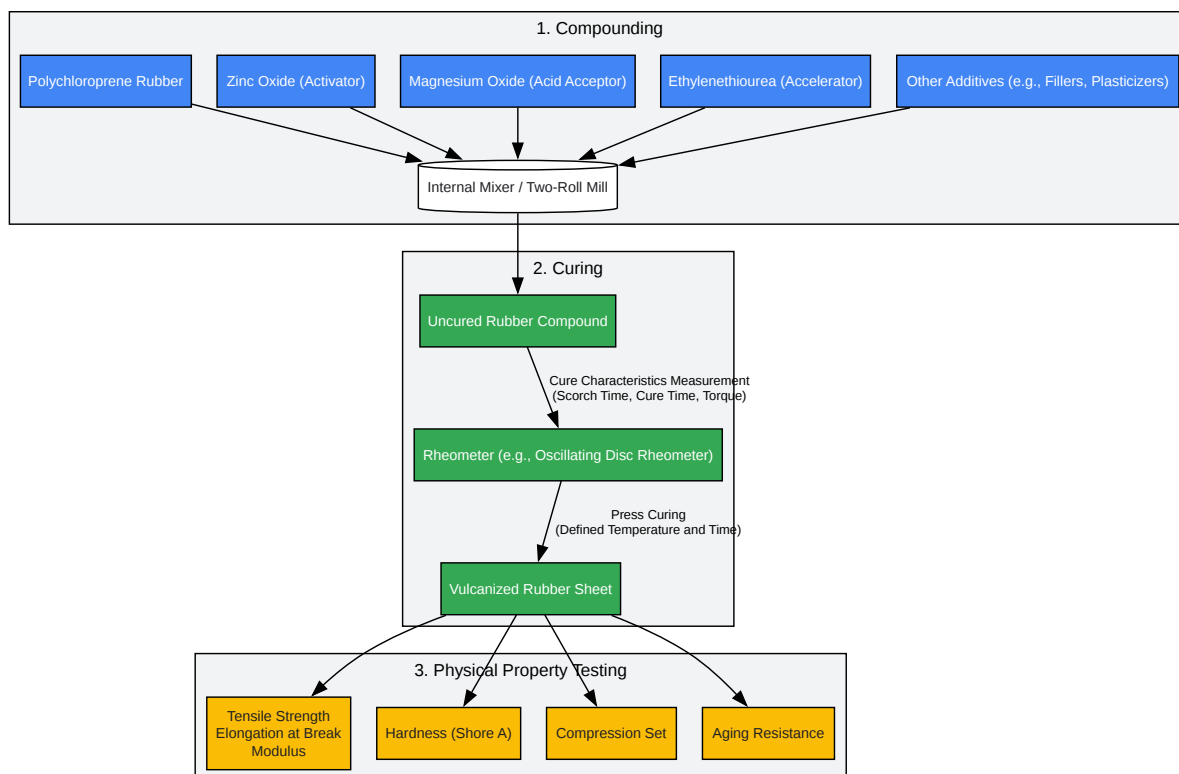 1. Compounding
Polychloroprene Rubber
Zinc Oxide (Activator)
Magnesium Oxide (Acid Acceptor)
Ethylenethiourea (Accelerator)
Other Additives (e.g., Fillers, Plasticizers)
Internal Mixer / Two-Roll Mill
2. Curing
Uncured Rubber Compound
Cure Characteristics Measurement
(Scorch Time, Cure Time, Torque)
Rheometer (e.g., Oscillating Disc Rheometer)
Press Curing
(Defined Temperature and Time)
Vulcanized Rubber Sheet
3. Physical Property Testing
Tensile Strength
Elongation at Break
Modulus
Hardness (Shore A)
Compression Set
Aging Resistance